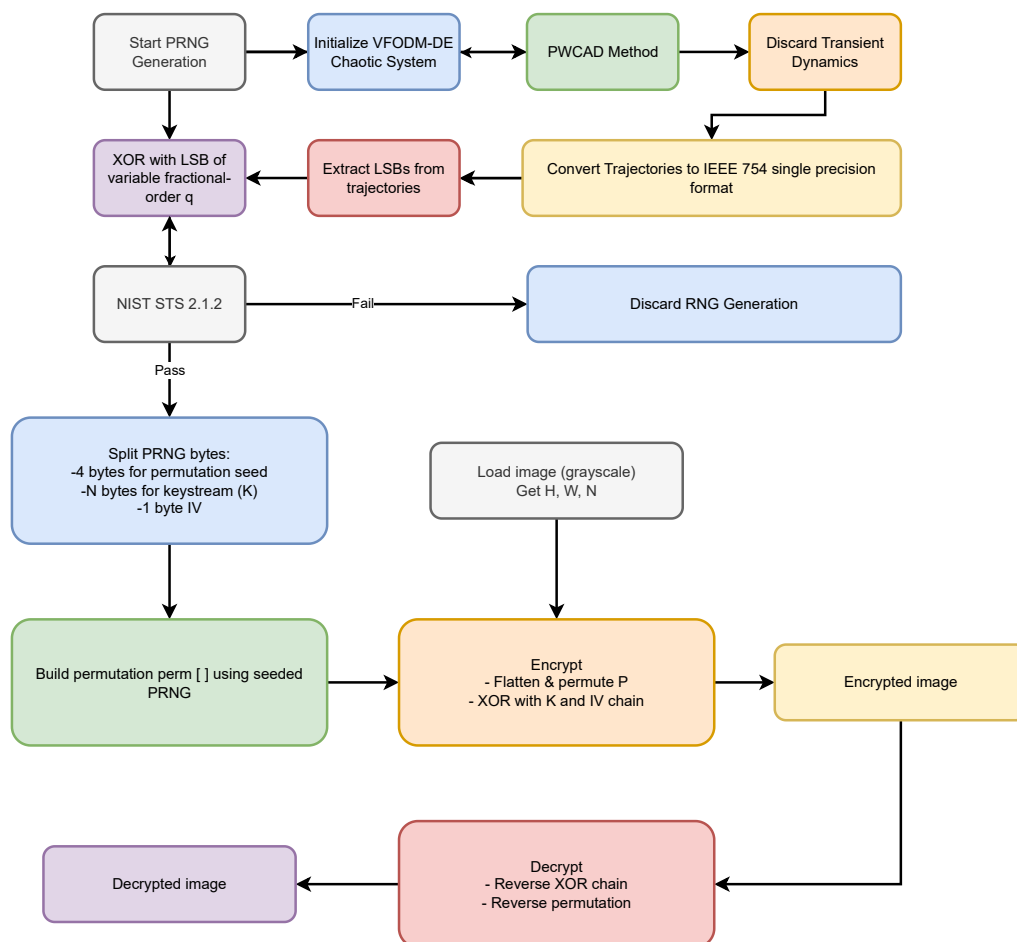 Start PRNG
Generation
Initialize VFODM-DE
Chaotic System
PWCAD Method
Discard Transient
Dynamics
XOR with LSB of
variable fractional-
order q
Extract LSBs from
trajectories
Convert Trajectories to IEEE 754 single precision
format
NIST STS 2.1.2
Fail
Discard RNG Generation
Pass
Split PRNG bytes:
-4 bytes for permutation seed
-N bytes for keystream (K)
-1 byte IV
Load image (grayscale)
Get H, W, N
Build permutation perm [ ] using seeded
PRNG
Encrypt
- Flatten & permute P
- XOR with K and IV chain
Encrypted image
Decrypt
- Reverse XOR chain
- Reverse permutation
Decrypted image